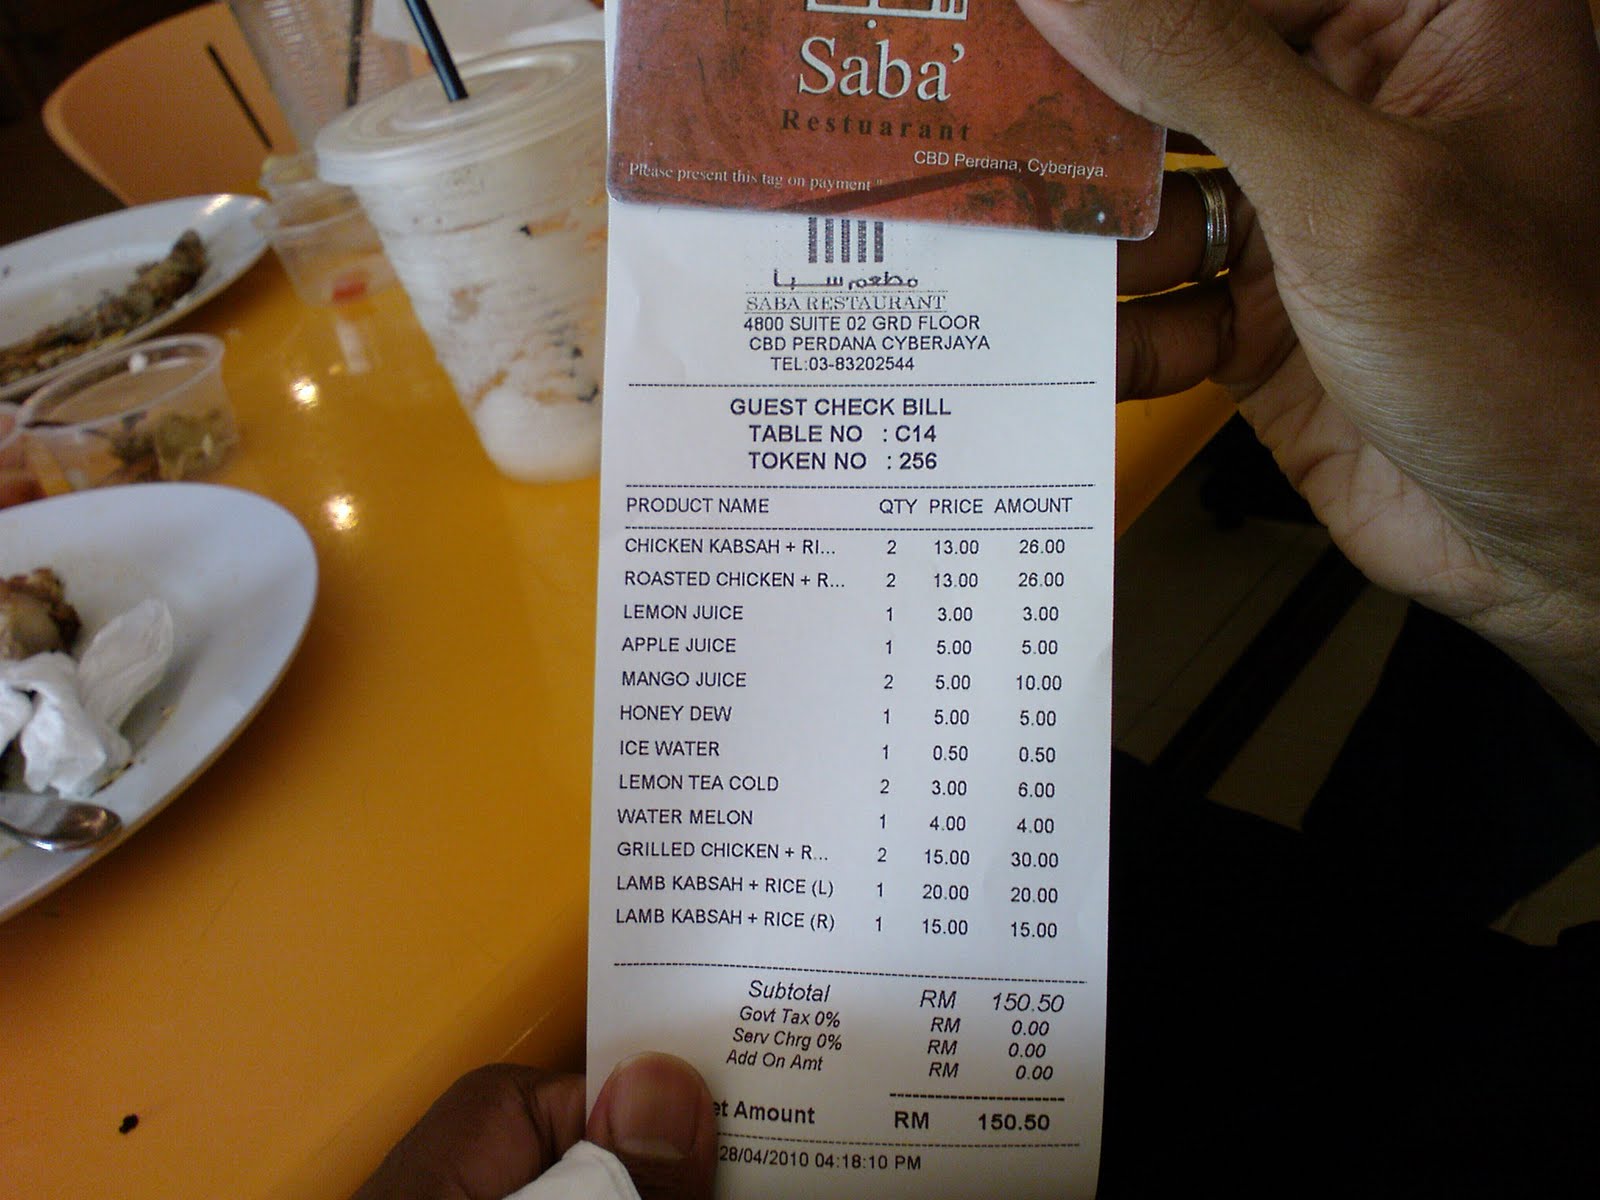 Saba'
Restuarant
CBD Perdana, Cyberjaya.
" Please present this tag on payment "
مطعم سبا
SABA RESTAURANT
4800 SUITE 02 GRD FLOOR
CBD PERDANA CYBERJAYA
TEL:03-83202544
GUEST CHECK BILL
TABLE NO : C14
TOKEN NO : 256
PRODUCT NAME QTY PRICE AMOUNT
CHICKEN KABSAH + RI... 2 13.00 26.00
ROASTED CHICKEN + R... 2 13.00 26.00
LEMON JUICE 1 3.00 3.00
APPLE JUICE 1 5.00 5.00
MANGO JUICE 2 5.00 10.00
HONEY DEW 1 5.00 5.00
ICE WATER 1 0.50 0.50
LEMON TEA COLD 2 3.00 6.00
WATER MELON 1 4.00 4.00
GRILLED CHICKEN + R... 2 15.00 30.00
LAMB KABSAH + RICE (L) 1 20.00 20.00
LAMB KABSAH + RICE (R) 1 15.00 15.00
Subtotal RM 150.50
Govt Tax 0% RM 0.00
Serv Chrg 0% RM 0.00
Add On Amt RM 0.00
et Amount RM 150.50
28/04/2010 04:18:10 PM